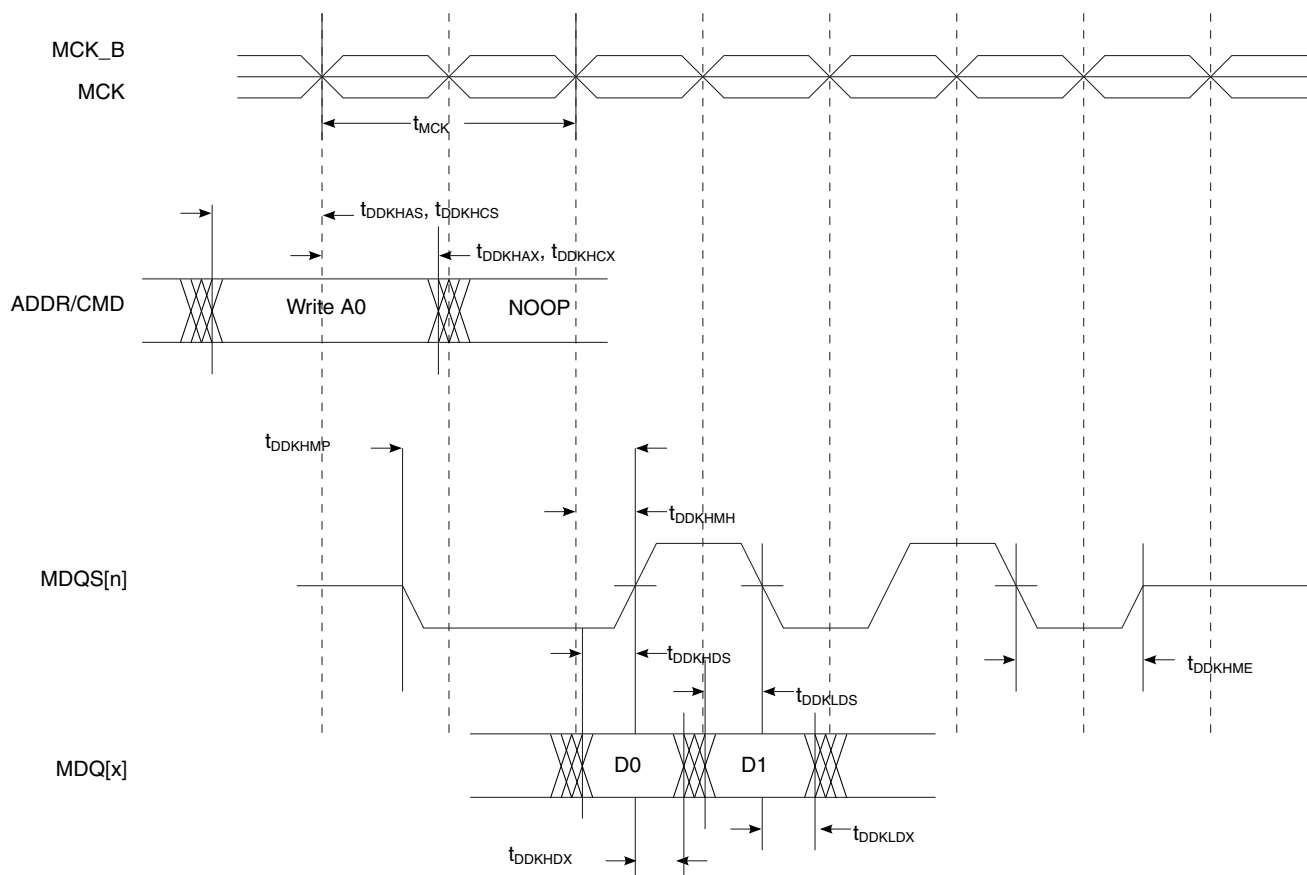 MCK_B
MCK
tMCK
tDDKHAS, tDDKHCS
tDDKHAX, tDDKHCX
ADDR/CMD
Write A0
NOOP
tDDKHMP
tDDKHMH
MDQS[n]
tDDKHDS
tDDKHME
tDDKLDS
MDQ[x]
D0
D1
tDDKLDX
tDDKHDX